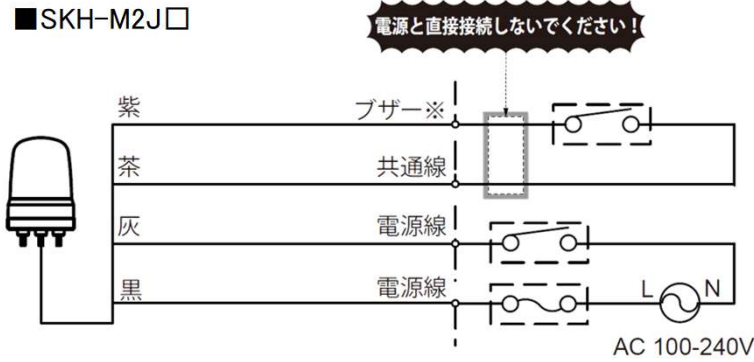 ■SKH-M2J□
電源と直接接続しないでください！
紫 ブザー※
茶 共通線
灰 電源線
黒 電源線
L N
AC 100-240V